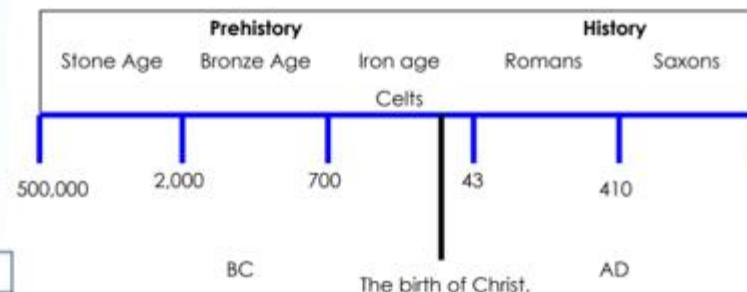 Prehistory History
Stone Age Bronze Age Iron age Romans Saxons
Celts
500,000 2,000 700 43 410
BC AD
The birth of Christ.